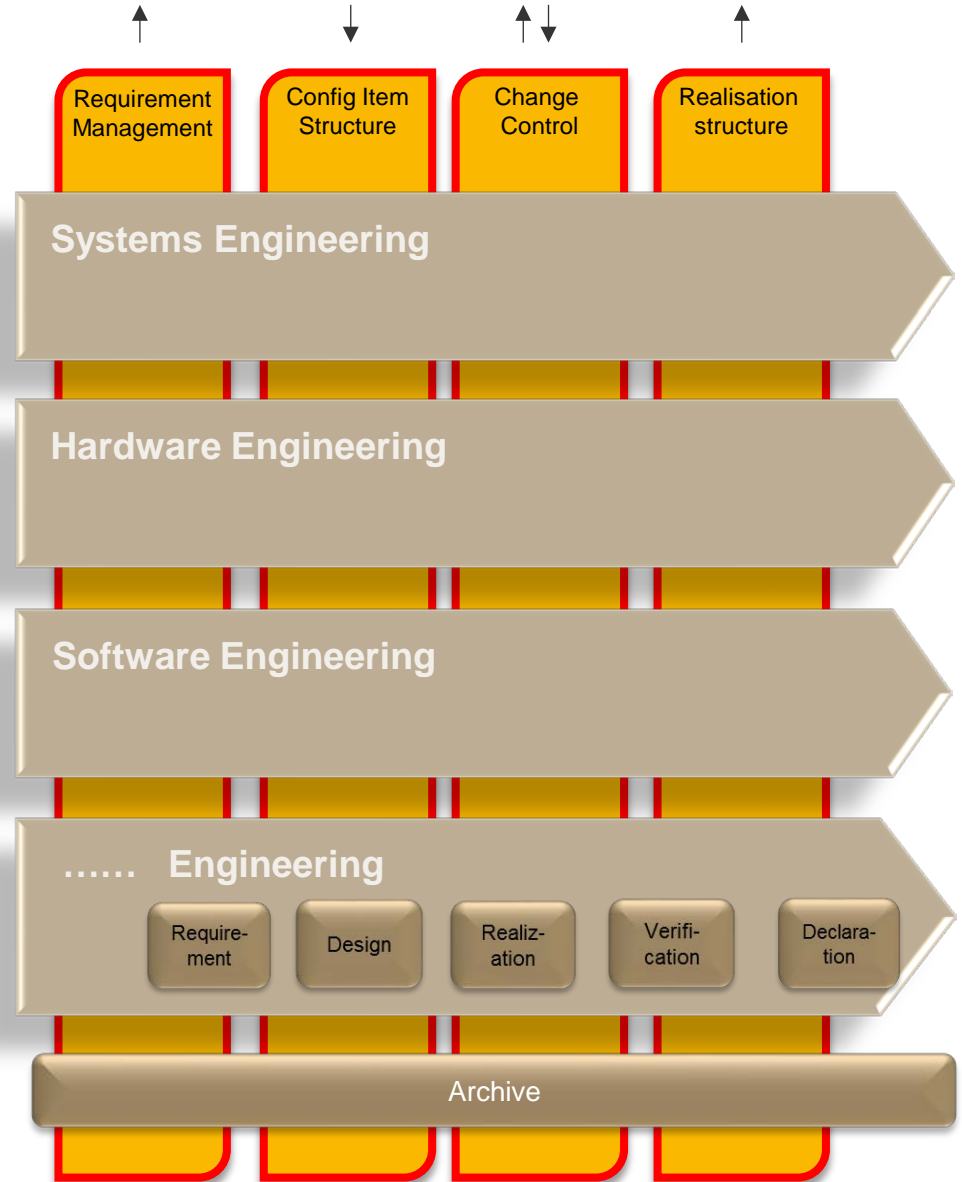 Requirement
Management
Config Item
Structure
Change
Control
Realisation
structure
Systems Engineering
Hardware Engineering
Software Engineering
...... Engineering
Require-
ment
Design
Realiz-
ation
Verifi-
cation
Declara-
tion
Archive